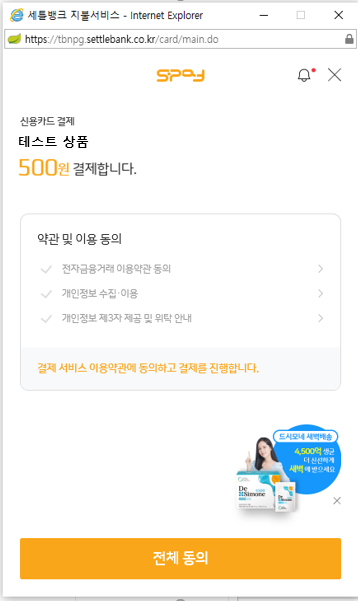 세틀뱅크 지불서비스 - Internet Explorer
https://tbnpg.settlebank.co.kr/card/main.do
Spay
신용카드 결제
테스트 상품
500원 결제합니다.
약관 및 이용 동의
전자금융거래 이용약관 동의
개인정보 수집·이용
개인정보 제3자 제공 및 위탁 안내
결제 서비스 이용약관에 동의하고 결제를 진행합니다.
드시모네 새벽배송
4,500억 생균
더 신선하게
새벽에 받으세요
De
Simone
전체 동의